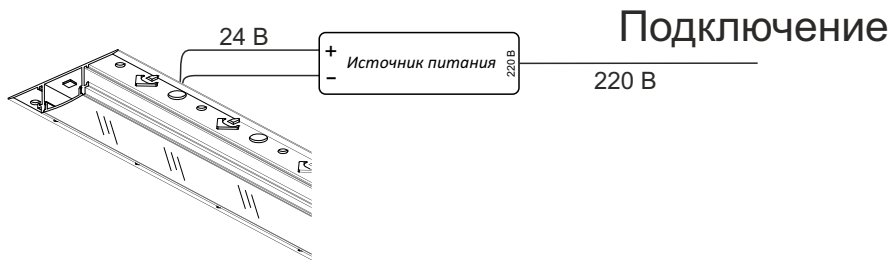 Подключение
24 В
+
−
Источник питания
220 В
220 В